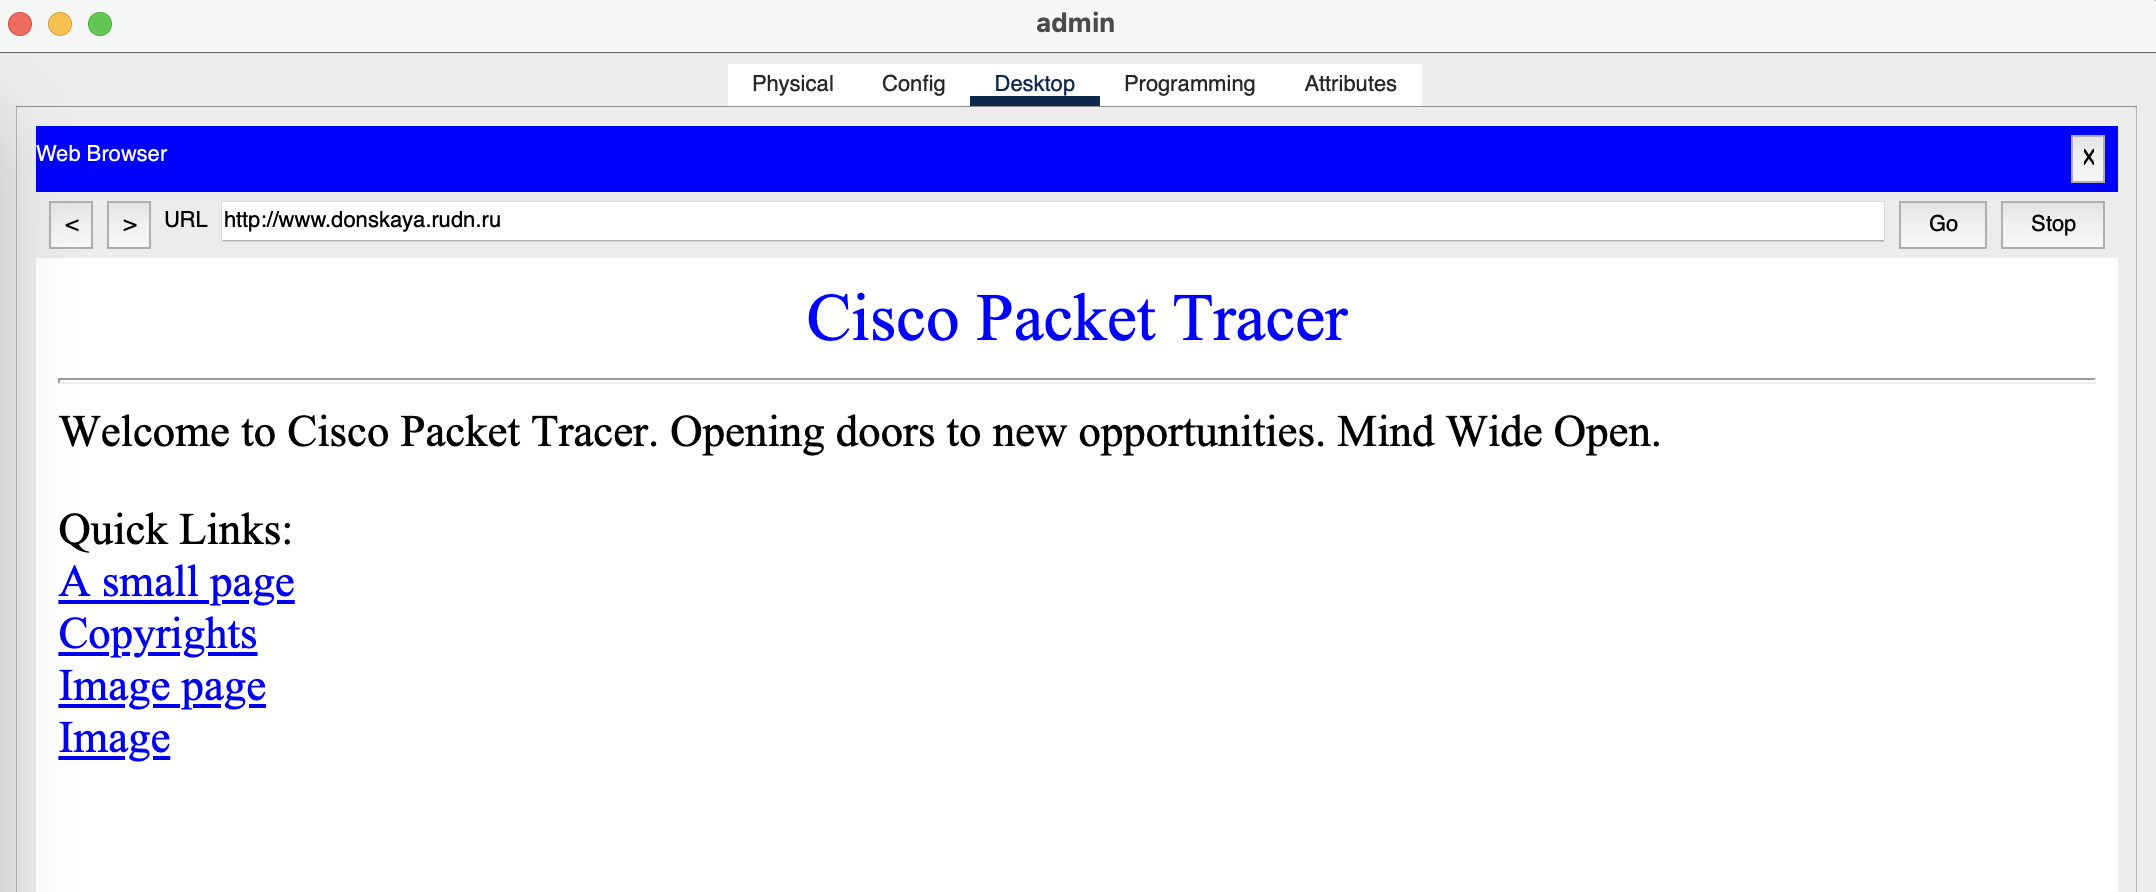 admin
Physical Config Desktop Programming Attributes
Web Browser X
< > URL http://www.donskaya.rudn.ru Go Stop
Cisco Packet Tracer
Welcome to Cisco Packet Tracer. Opening doors to new opportunities. Mind Wide Open.
Quick Links:
A small page
Copyrights
Image page
Image